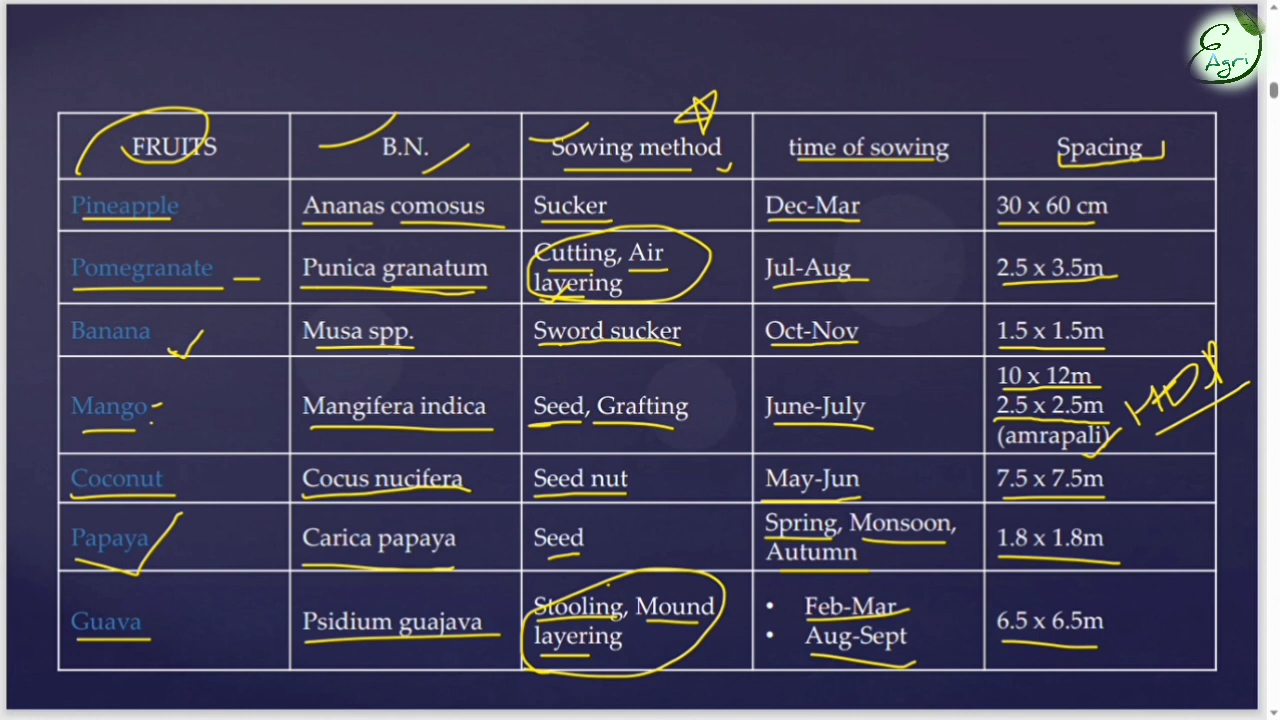 E
Agri
FRUITS B.N. Sowing method time of sowing Spacing
Pineapple Ananas comosus Sucker Dec-Mar 30 x 60 cm
Pomegranate Punica granatum Cutting, Air Jul-Aug 2.5 x 3.5m
layering
Banana Musa spp. Sword sucker Oct-Nov 1.5 x 1.5m
10 x 12m
Mango Mangifera indica Seed, Grafting June-July 2.5 x 2.5m HDP
(amrapali)
Coconut Cocus nucifera Seed nut May-Jun 7.5 x 7.5m
Papaya Carica papaya Seed Spring, Monsoon, 1.8 x 1.8m
Autumn
Guava Psidium guajava Stooling, Mound • Feb-Mar 6.5 x 6.5m
layering • Aug-Sept